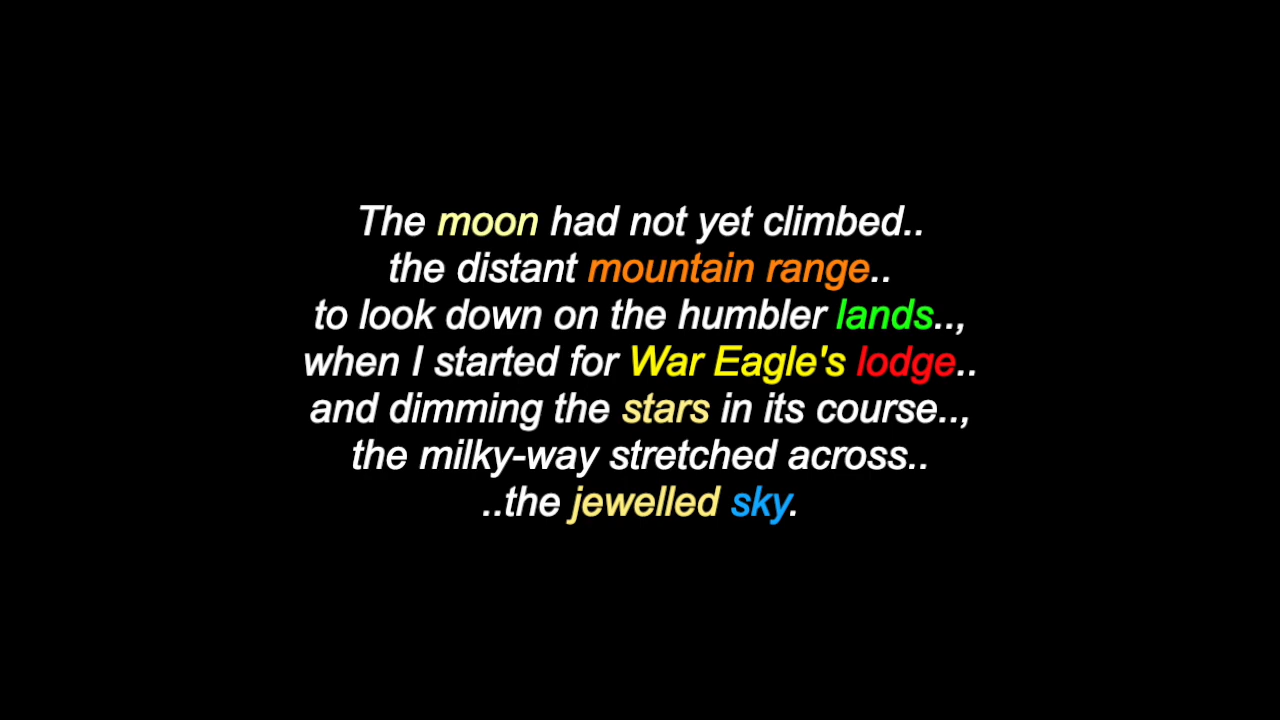 The moon had not yet climbed..
the distant mountain range..
to look down on the humbler lands..,
when I started for War Eagle's lodge..
and dimming the stars in its course..,
the milky-way stretched across..
..the jewelled sky.